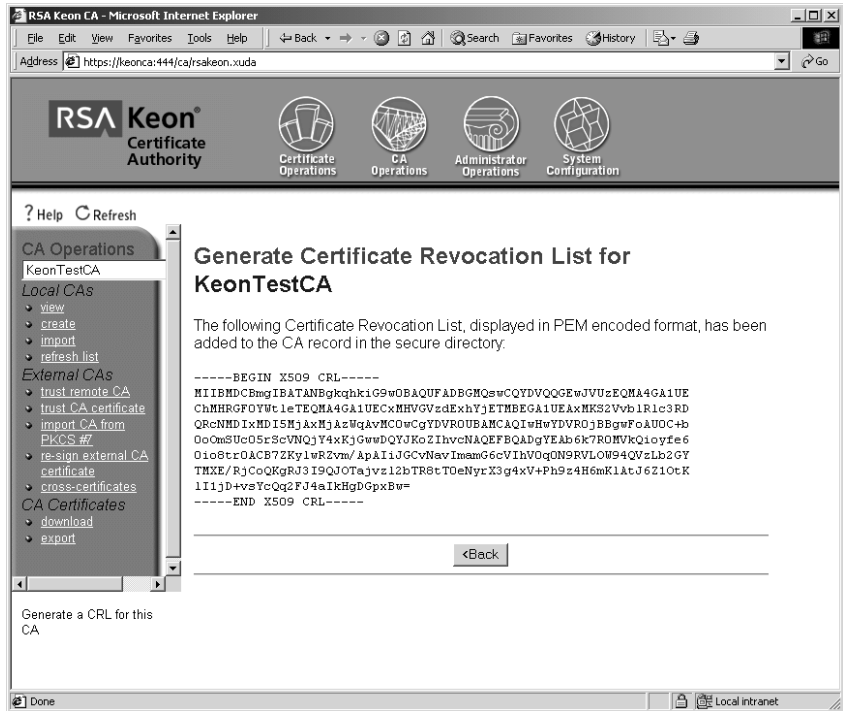 RSA Keon CA - Microsoft Internet Explorer
File Edit View Favorites Tools Help Back Search Favorites History
Address https://keonca:444/ca/rsakeon.xuda Go
RSA Keon®
Certificate
Authority
Certificate
Operations
CA
Operations
Administrator
Operations
System
Configuration
? Help Refresh
CA Operations
KeonTestCA
Local CAs
view
create
import
refresh list
External CAs
trust remote CA
trust CA certificate
import CA from
PKCS #7
re-sign external CA
certificate
cross-certificates
CA Certificates
download
export
Generate a CRL for this
CA
Generate Certificate Revocation List for
KeonTestCA
The following Certificate Revocation List, displayed in PEM encoded format, has been
added to the CA record in the secure directory:
-----BEGIN X509 CRL-----
-----END X509 CRL-----
<Back
Done Local intranet